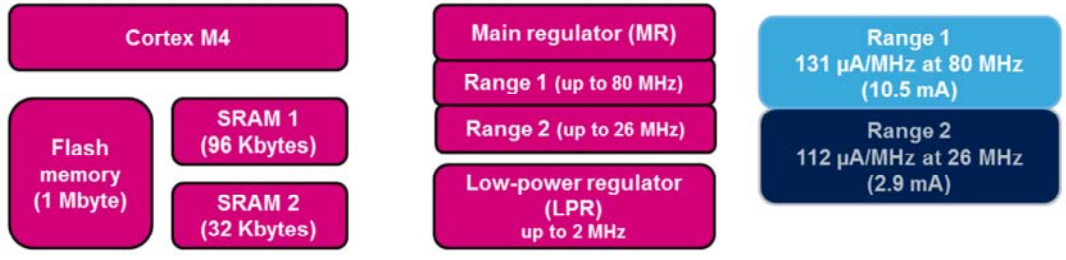 Cortex M4
Flash
memory
(1 Mbyte)
SRAM 1
(96 Kbytes)
SRAM 2
(32 Kbytes)
Main regulator (MR)
Range 1 (up to 80 MHz)
Range 2 (up to 26 MHz)
Low-power regulator
(LPR)
up to 2 MHz
Range 1
131 µA/MHz at 80 MHz
(10.5 mA)
Range 2
112 µA/MHz at 26 MHz
(2.9 mA)